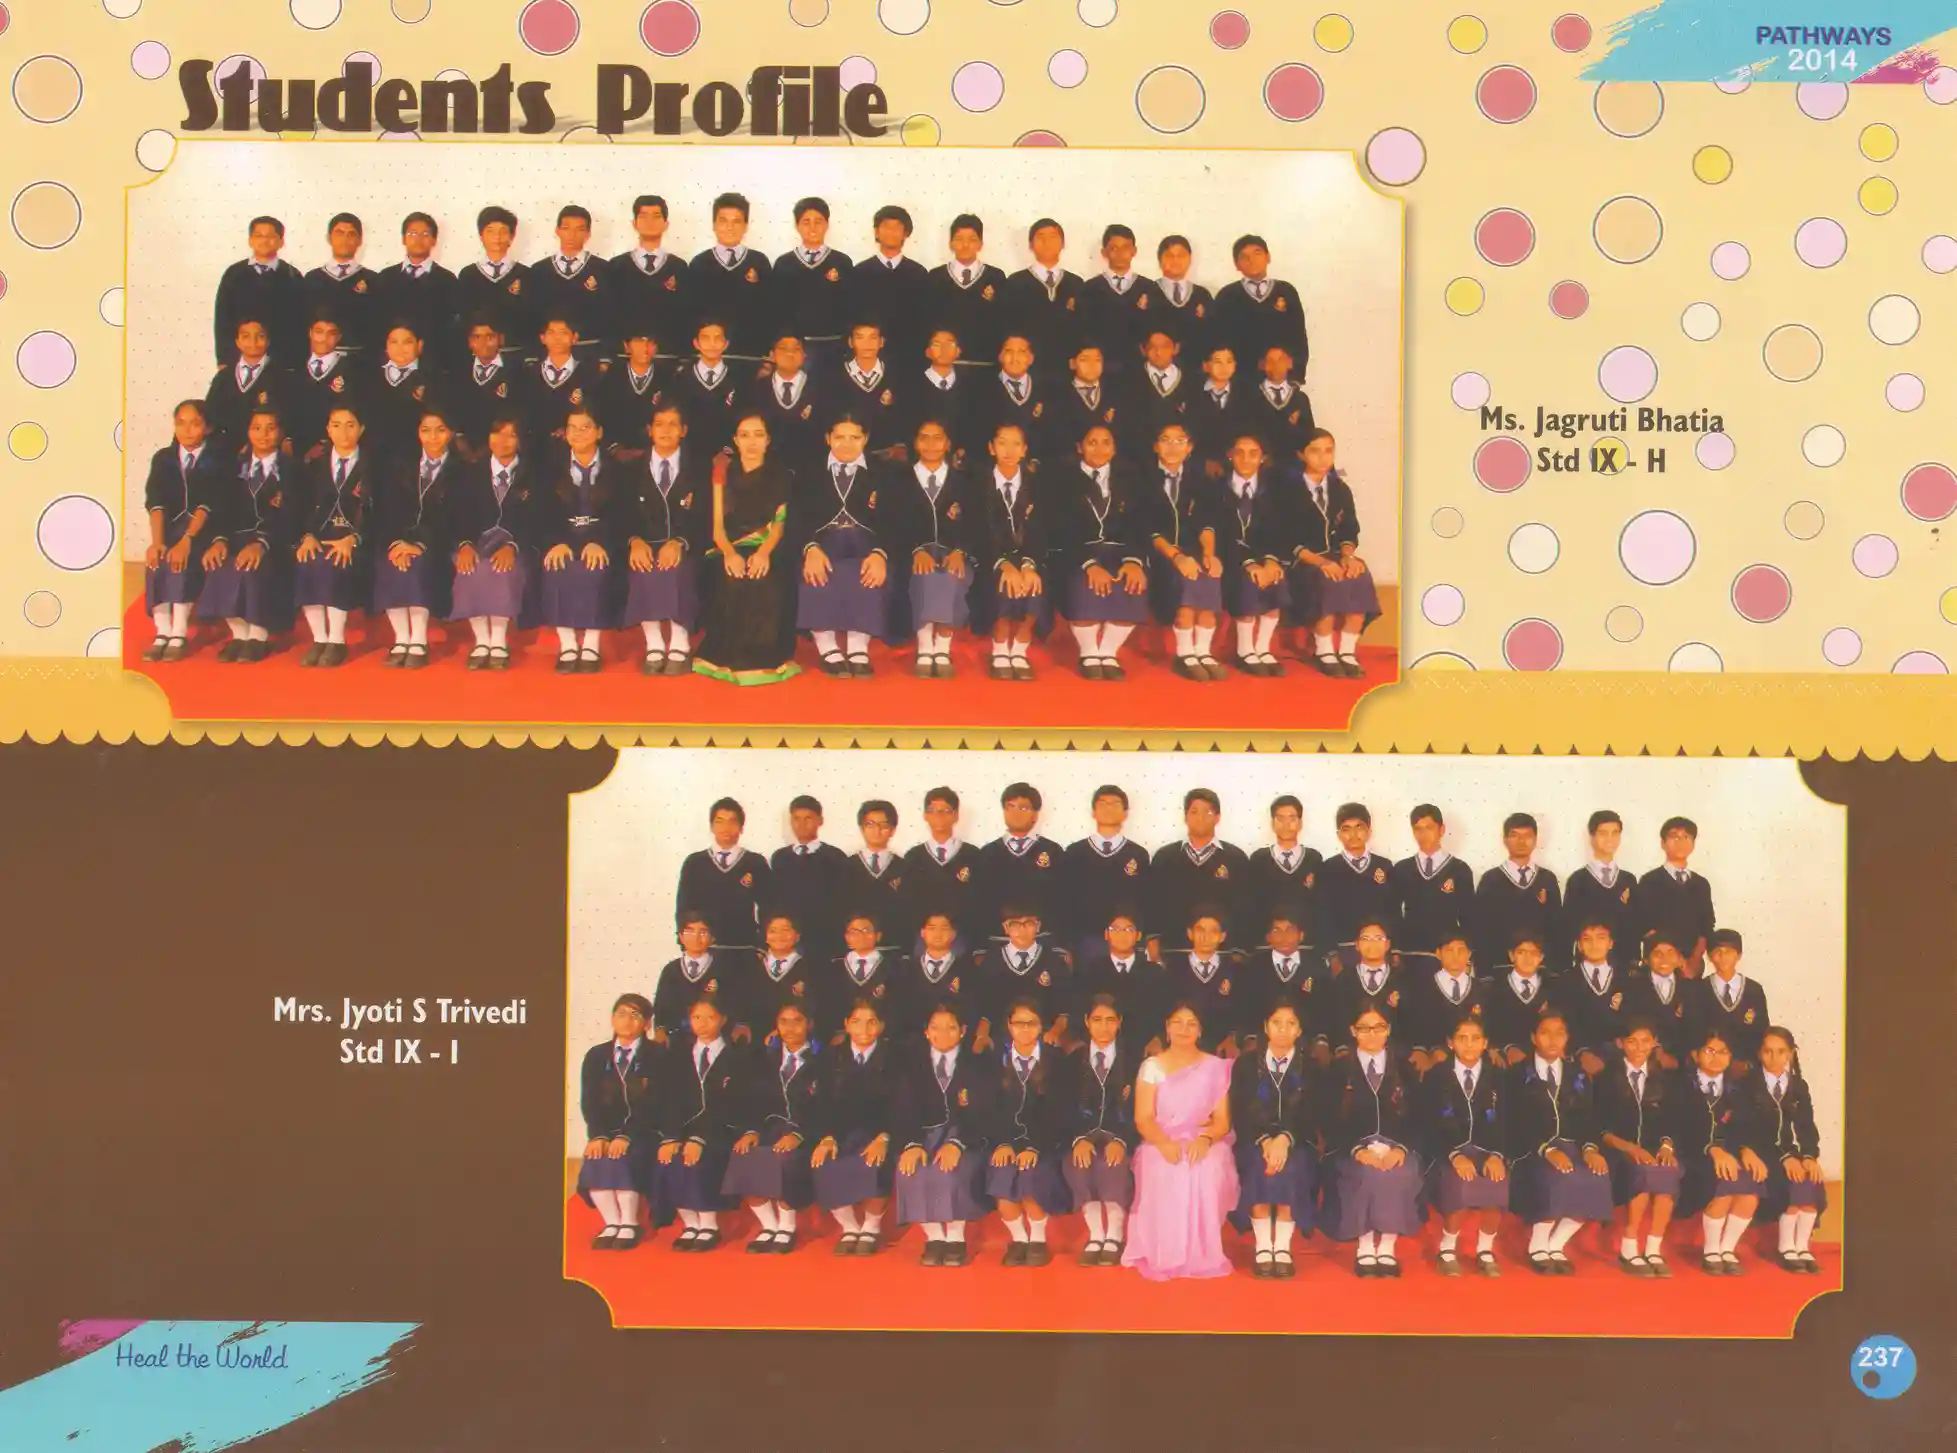 PATHWAYS
2014
Students Profile
Ms. Jagruti Bhatia
Std IX - H
Mrs. Jyoti S Trivedi
Std IX - I
Heal the World
237